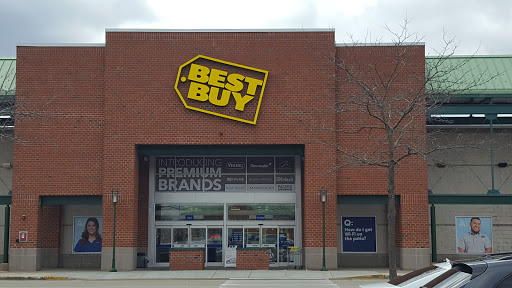 BEST
BUY
INTRODUCING
PREMIUM
BRANDS
Q:
How do I get
Wi-Fi on
the patio?